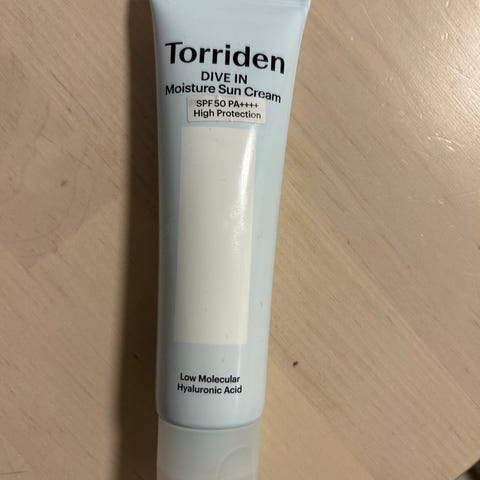 Torriden
DIVE IN
Moisture Sun Cream
SPF50 PA++++
High Protection
Low Molecular
Hyaluronic Acid